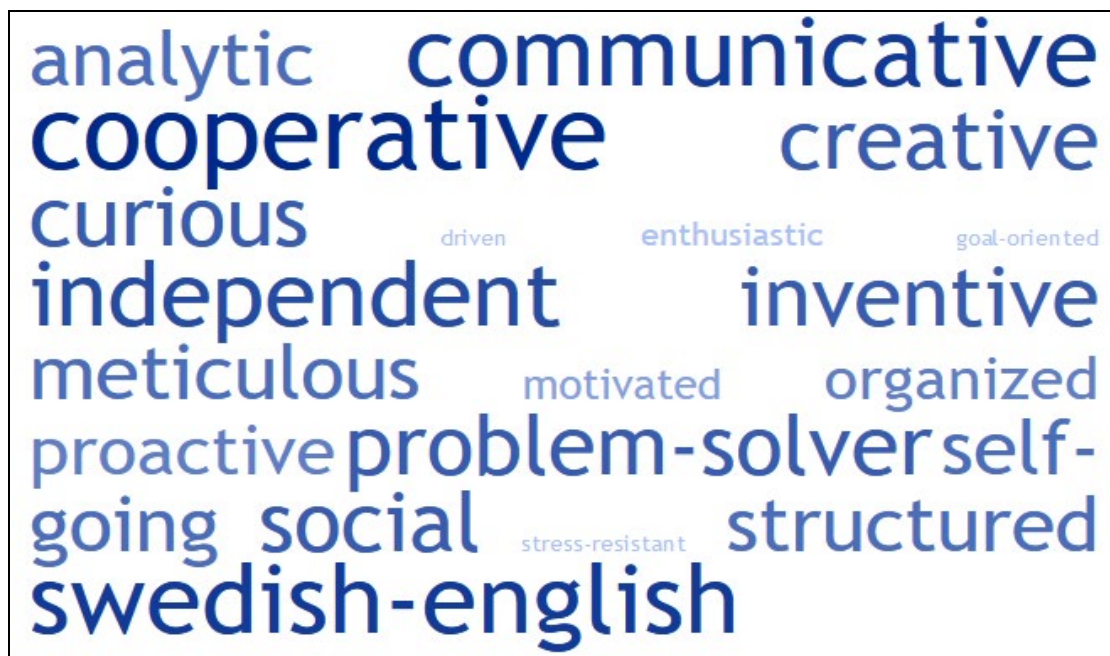 analytic communicative
cooperative creative
curious driven enthusiastic goal-oriented
independent inventive
meticulous motivated organized
proactive problem-solver self-
going social stress-resistant structured
swedish-english